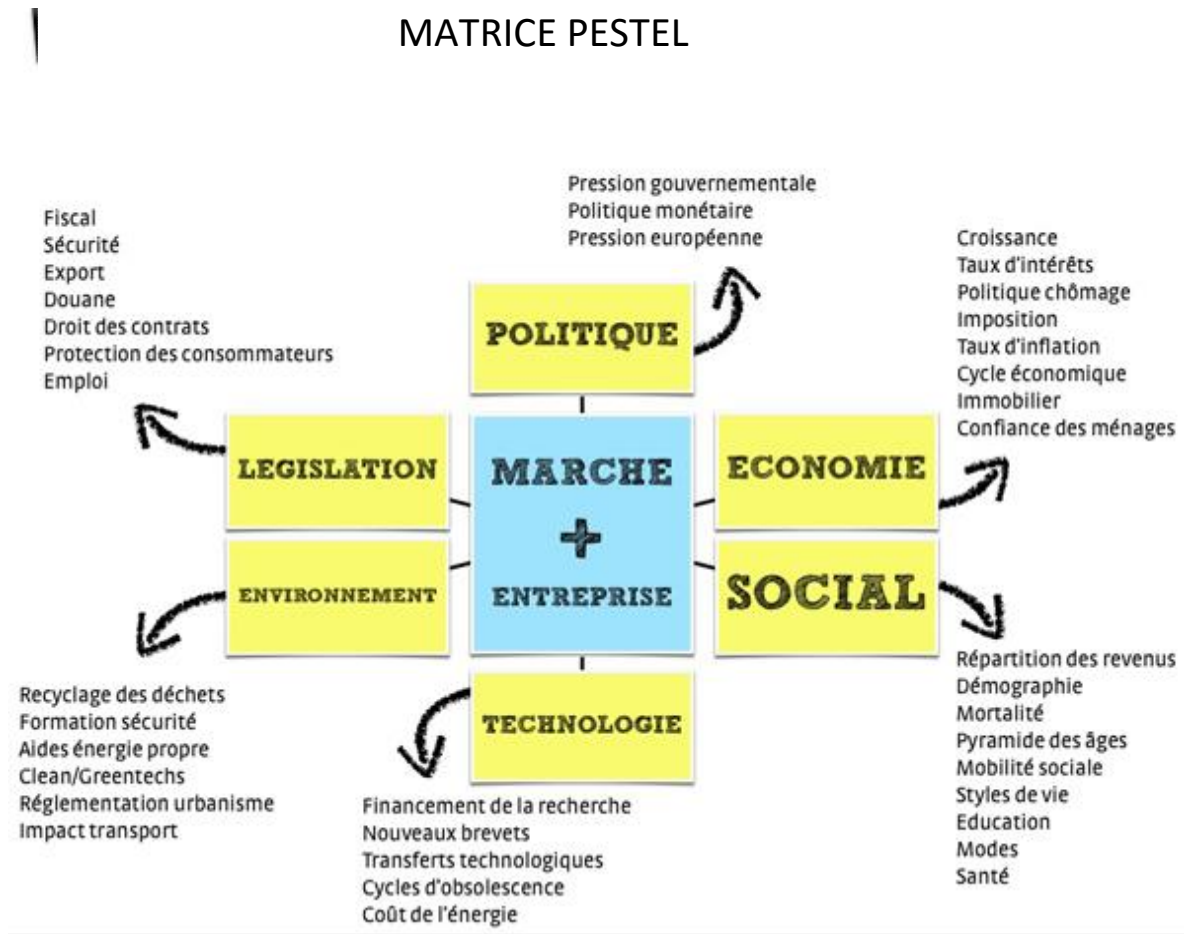 MATRICE PESTEL
Pression gouvernementale
Politique monétaire
Pression européenne
POLITIQUE
Fiscal
Sécurité
Export
Douane
Droit des contrats
Protection des consommateurs
Emploi
LEGISLATION
MARCHE
+
ENTREPRISE
Croissance
Taux d'intérêts
Politique chômage
Imposition
Taux d'inflation
Cycle économique
Immobilier
Confiance des ménages
ECONOMIE
ENVIRONNEMENT
Recyclage des déchets
Formation sécurité
Aides énergie propre
Clean/Greentechs
Réglementation urbanisme
Impact transport
TECHNOLOGIE
Financement de la recherche
Nouveaux brevets
Transferts technologiques
Cycles d'obsolescence
Coût de l'énergie
SOCIAL
Répartition des revenus
Démographie
Mortalité
Pyramide des âges
Mobilité sociale
Styles de vie
Education
Modes
Santé